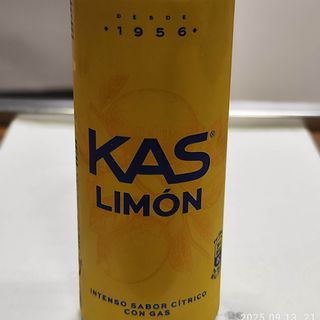 DESDE
+1956+
KAS®
LIMÓN
INTENSO SABOR CÍTRICO
CON GAS
2025.09.13 21